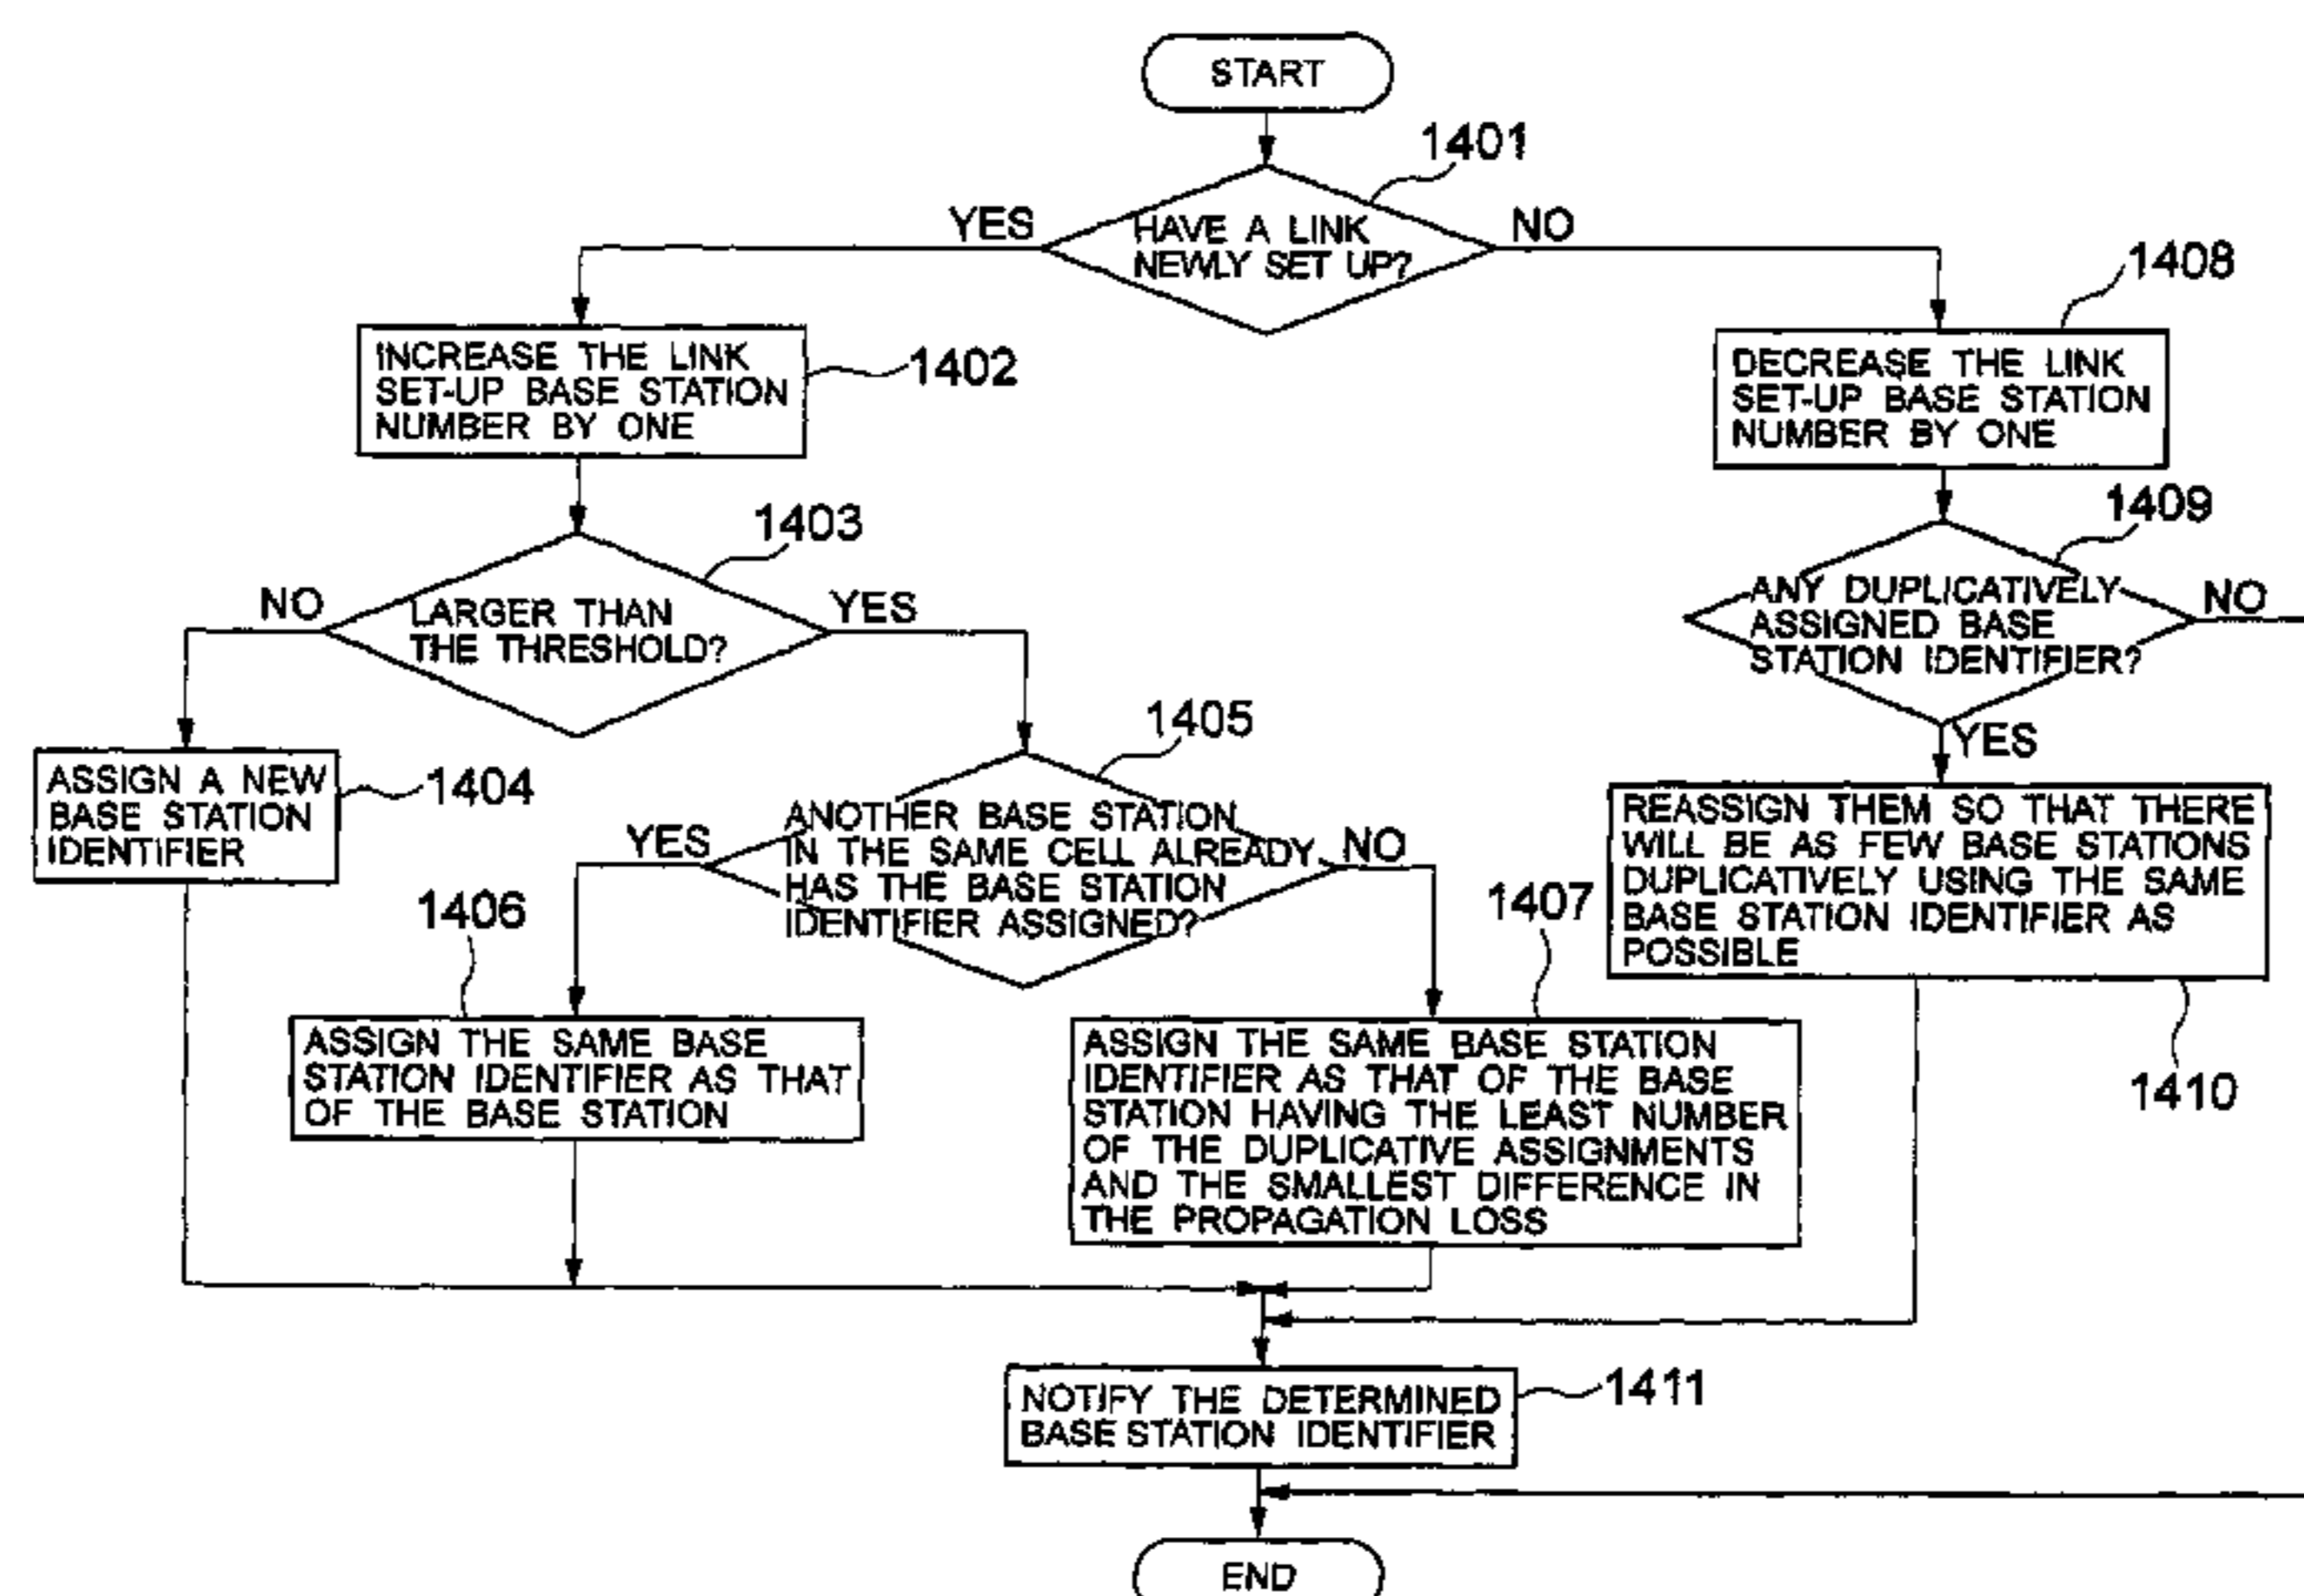 START
1401
YES
HAVE A LINK
NEWLY SET UP?
NO
1408
INCREASE THE LINK
SET-UP BASE STATION
NUMBER BY ONE
1402
DECREASE THE LINK
SET-UP BASE STATION
NUMBER BY ONE
1403
1409
NO
LARGER THAN
THE THRESHOLD?
YES
ANY DUPLICATIVELY
ASSIGNED BASE
STATION IDENTIFIER?
NO
YES
1405
ASSIGN A NEW
BASE STATION
IDENTIFIER
1404
YES
ANOTHER BASE STATION
IN THE SAME CELL ALREADY
HAS THE BASE STATION
IDENTIFIER ASSIGNED?
NO
REASSIGN THEM SO THAT THERE
WILL BE AS FEW BASE STATIONS
DUPLICATIVELY USING THE SAME
BASE STATION IDENTIFIER AS
POSSIBLE
1406
1407
1410
ASSIGN THE SAME BASE
STATION IDENTIFIER AS THAT
OF THE BASE STATION
ASSIGN THE SAME BASE STATION
IDENTIFIER AS THAT OF THE BASE
STATION HAVING THE LEAST NUMBER
OF THE DUPLICATIVE ASSIGNMENTS
AND THE SMALLEST DIFFERENCE IN
THE PROPAGATION LOSS
NOTIFY THE DETERMINED
BASE STATION IDENTIFIER
1411
END